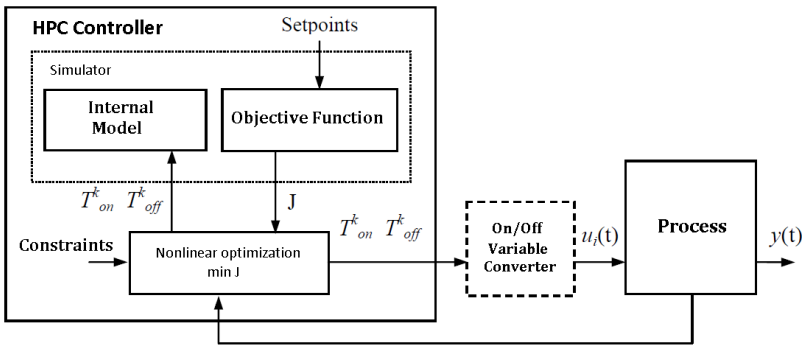 HPC Controller
Setpoints
Simulator
Internal
Model
Objective Function
T^k_on T^k_off
J
T^k_on T^k_off
Constraints
Nonlinear optimization
min J
On/Off
Variable
Converter
u_i(t)
Process
y(t)